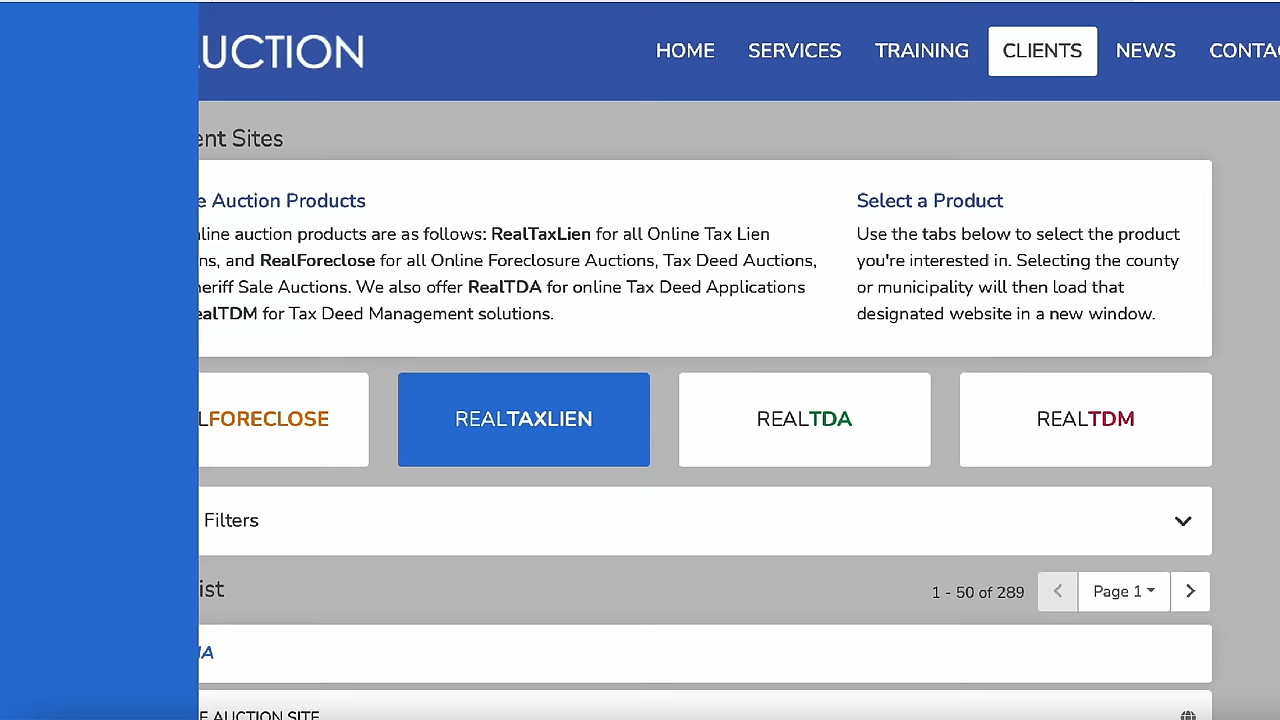 UCTION
HOME SERVICES TRAINING CLIENTS NEWS CONTA
ent Sites
e Auction Products
line auction products are as follows: RealTaxLien for all Online Tax Lien
ns, and RealForeclose for all Online Foreclosure Auctions, Tax Deed Auctions,
heriff Sale Auctions. We also offer RealTDA for online Tax Deed Applications
ealTDM for Tax Deed Management solutions.
Select a Product
Use the tabs below to select the product
you're interested in. Selecting the county
or municipality will then load that
designated website in a new window.
LFORECLOSE
REALTAXLIEN
REALTDA
REALTDM
Filters
ist
1 - 50 of 289
Page 1
E AUCTION SITE